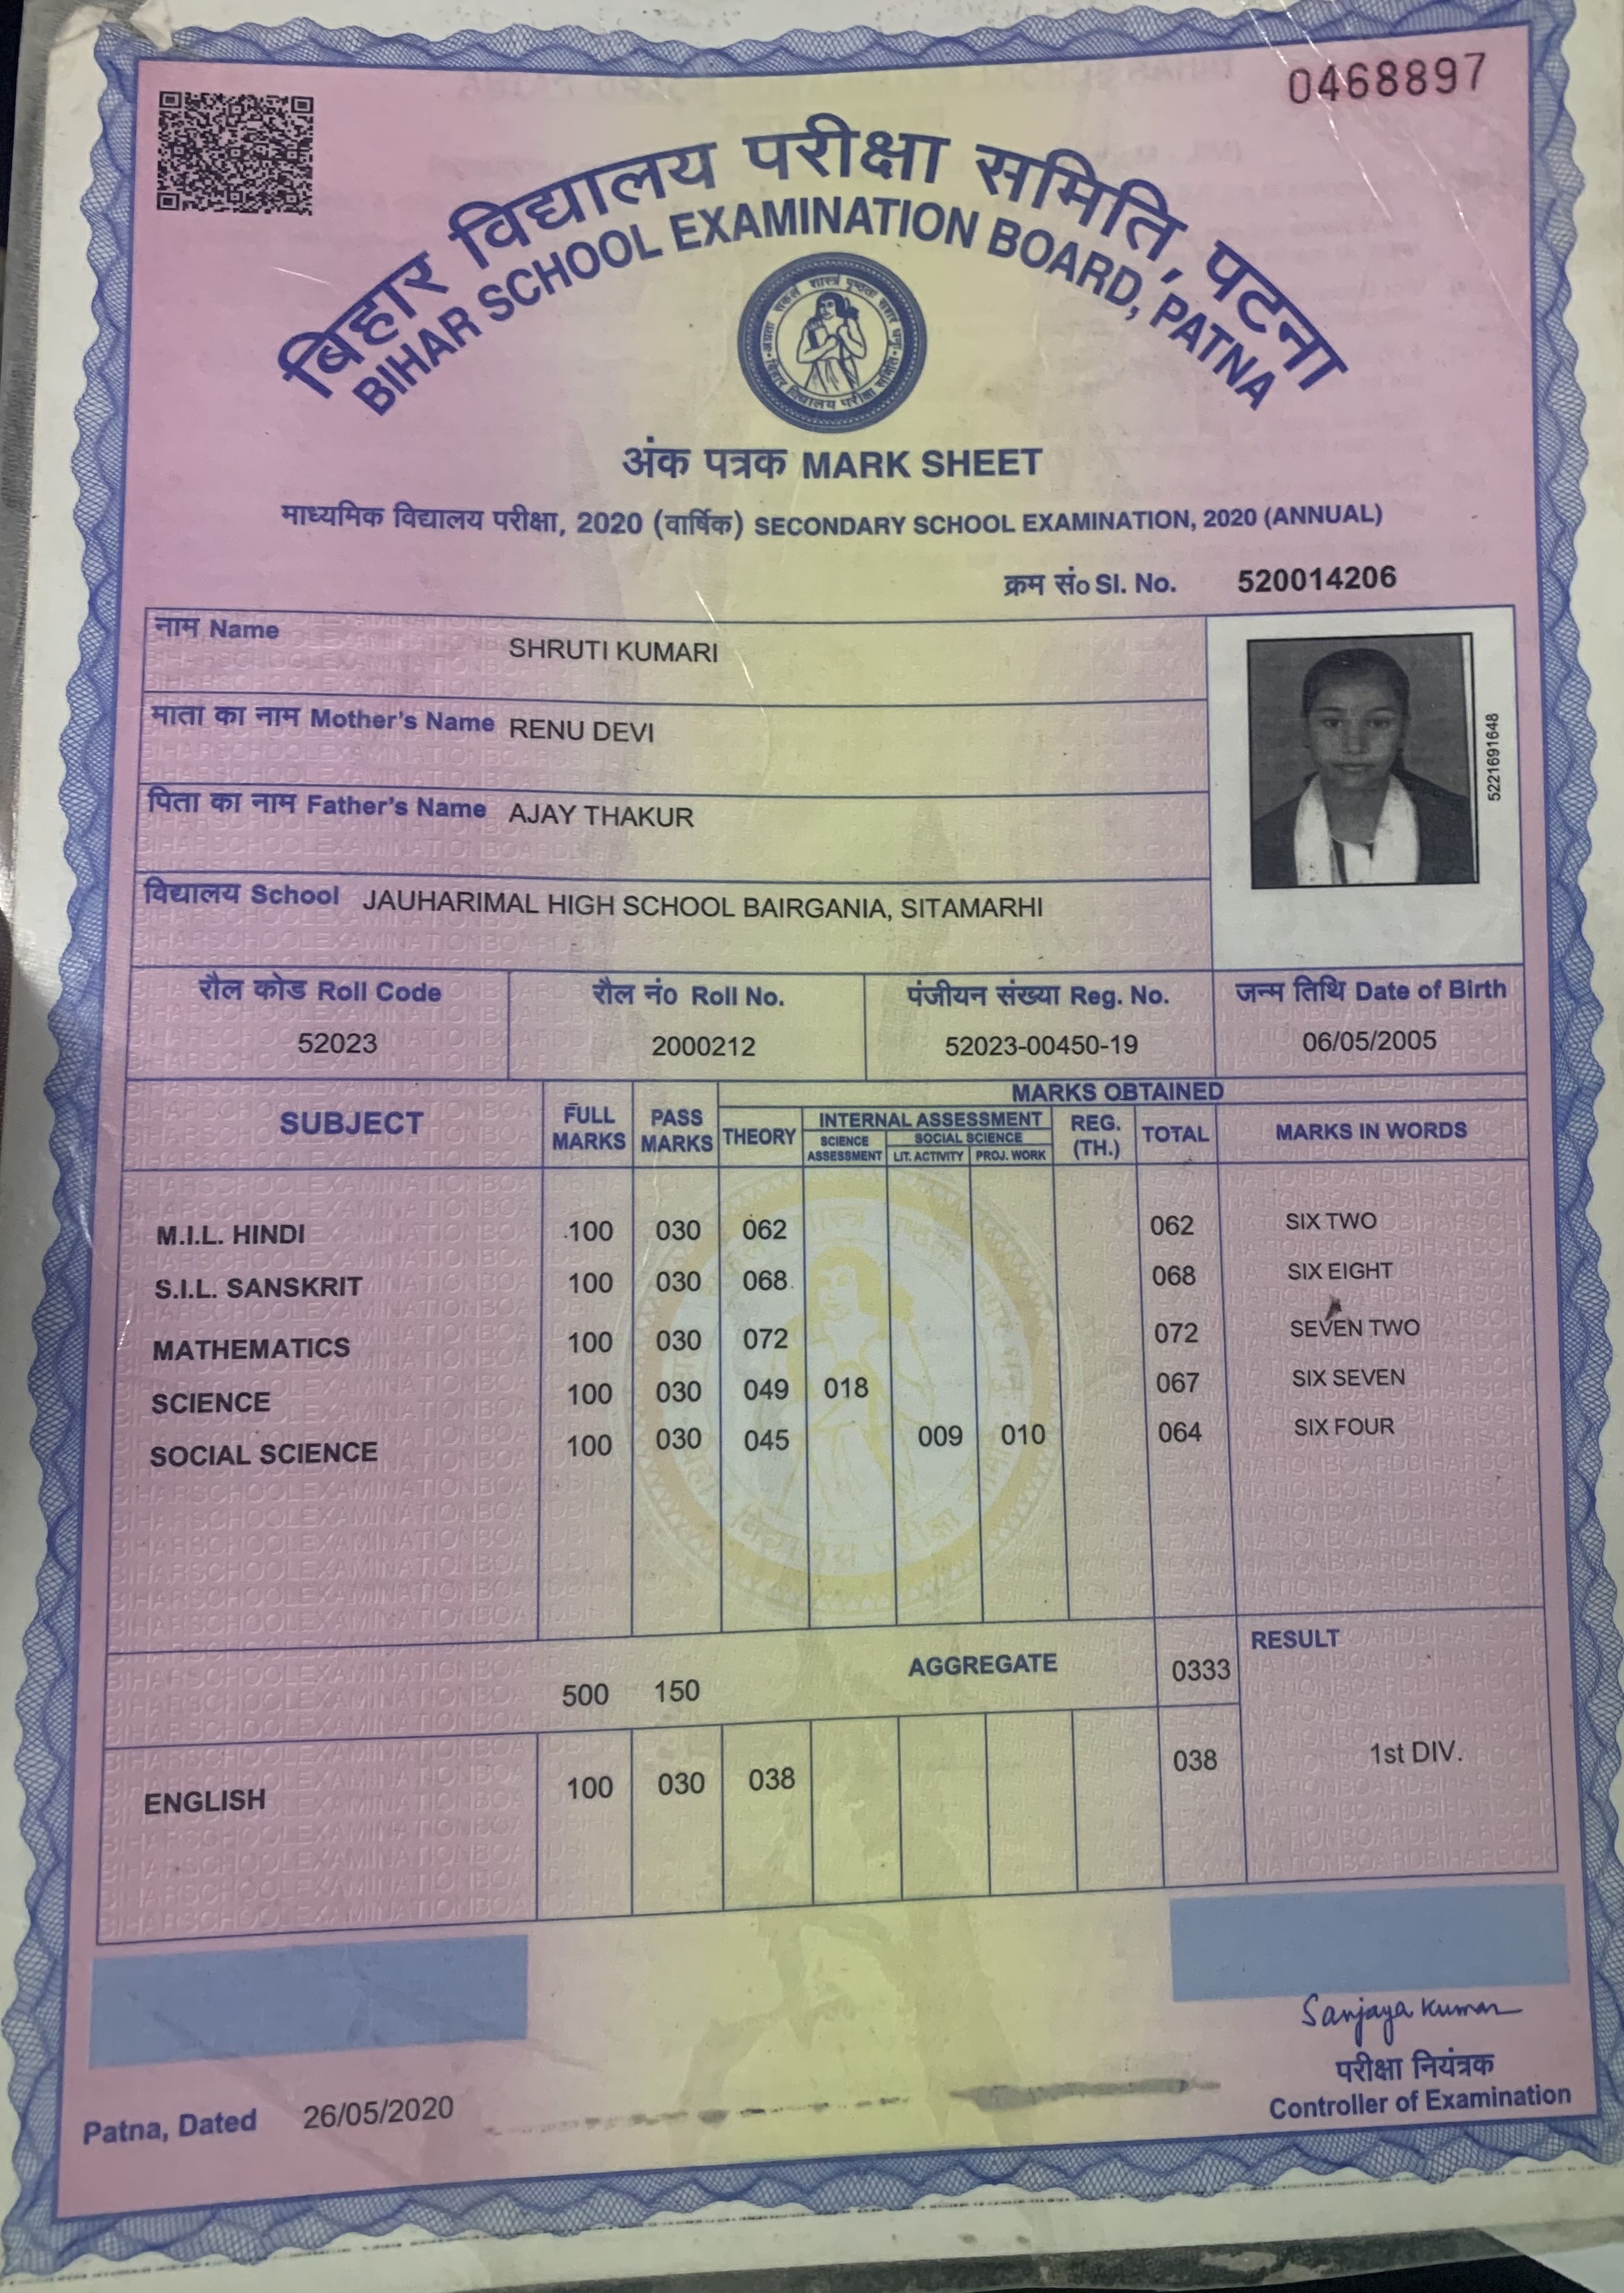 0468897
बिहार विद्यालय परीक्षा समिति, पटना
BIHAR SCHOOL EXAMINATION BOARD, PATNA
बिहार विद्यालय परीक्षा समिति
अंक पत्रक MARK SHEET
माध्यमिक विद्यालय परीक्षा, 2020 (वार्षिक) SECONDARY SCHOOL EXAMINATION, 2020 (ANNUAL)
क्रम सं० Sl. No. 520014206
नाम Name SHRUTI KUMARI
माता का नाम Mother's Name RENU DEVI
5221691648
पिता का नाम Father's Name AJAY THAKUR
विद्यालय School JAUHARIMAL HIGH SCHOOL BAIRGANIA, SITAMARHI
रौल कोड Roll Code रौल नं० Roll No. पंजीयन संख्या Reg. No. जन्म तिथि Date of Birth
52023 2000212 52023-00450-19 06/05/2005
MARKS OBTAINED
SUBJECT FULL MARKS PASS MARKS THEORY INTERNAL ASSESSMENT REG. (TH.) TOTAL MARKS IN WORDS
SCIENCE ASSESSMENT SOCIAL SCIENCE
LIT. ACTIVITY PROJ. WORK
M.I.L. HINDI 100 030 062 062 SIX TWO
S.I.L. SANSKRIT 100 030 068 068 SIX EIGHT
MATHEMATICS 100 030 072 072 SEVEN TWO
SCIENCE 100 030 049 018 067 SIX SEVEN
SOCIAL SCIENCE 100 030 045 009 010 064 SIX FOUR
500 150 AGGREGATE 0333 RESULT
ENGLISH 100 030 038 038 1st DIV.
Sanjaya Kumar
परीक्षा नियंत्रक
Controller of Examination
Patna, Dated 26/05/2020